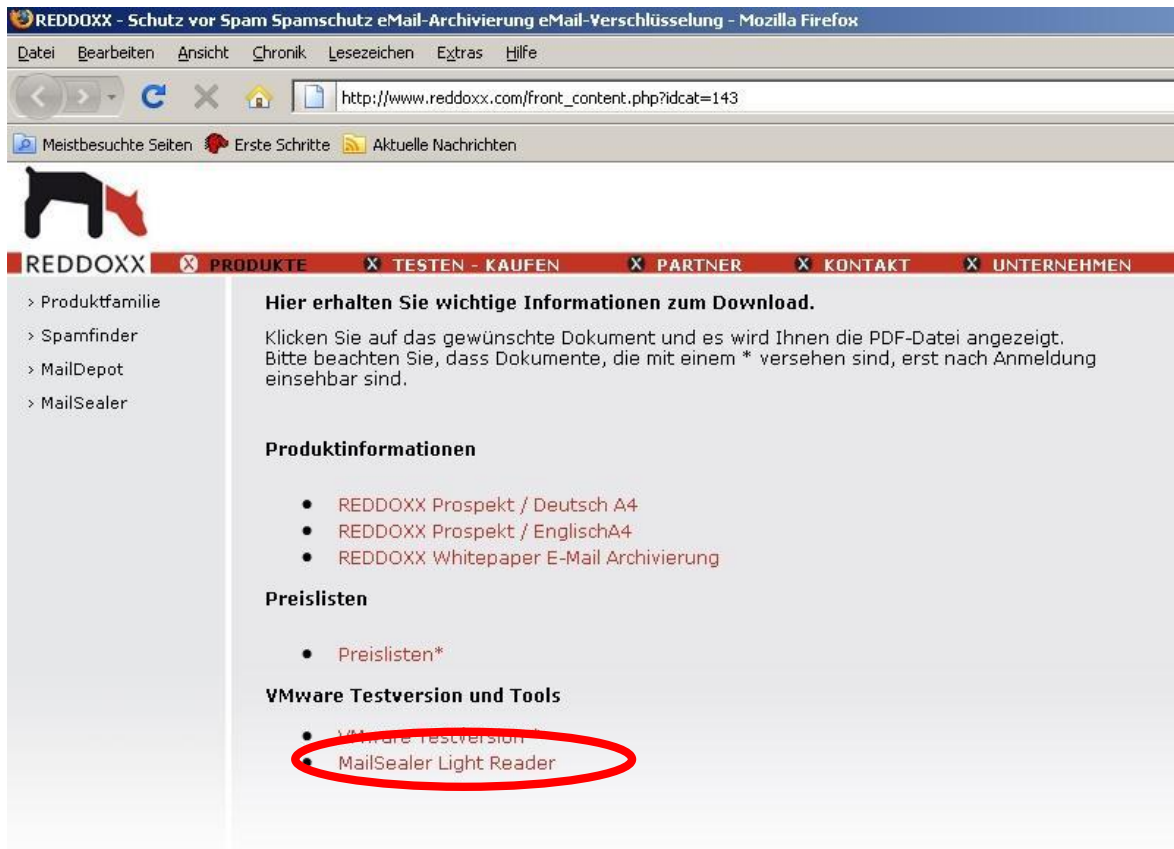 REDDOXX - Schutz vor Spam Spamschutz eMail-Archivierung eMail-Verschlüsselung - Mozilla Firefox
Datei Bearbeiten Ansicht Chronik Lesezeichen Extras Hilfe
http://www.reddoxx.com/front_content.php?idcat=143
Meistbesuchte Seiten Erste Schritte Aktuelle Nachrichten
REDDOXX PRODUKTE TESTEN - KAUFEN PARTNER KONTAKT UNTERNEHMEN
> Produktfamilie
> Spamfinder
> MailDepot
> MailSealer
Hier erhalten Sie wichtige Informationen zum Download.
Klicken Sie auf das gewünschte Dokument und es wird Ihnen die PDF-Datei angezeigt.
Bitte beachten Sie, dass Dokumente, die mit einem * versehen sind, erst nach Anmeldung
einsehbar sind.
Produktinformationen
• REDDOXX Prospekt / Deutsch A4
• REDDOXX Prospekt / EnglischA4
• REDDOXX Whitepaper E-Mail Archivierung
Preislisten
• Preislisten*
VMware Testversion und Tools
• VMware Testversion *
• MailSealer Light Reader